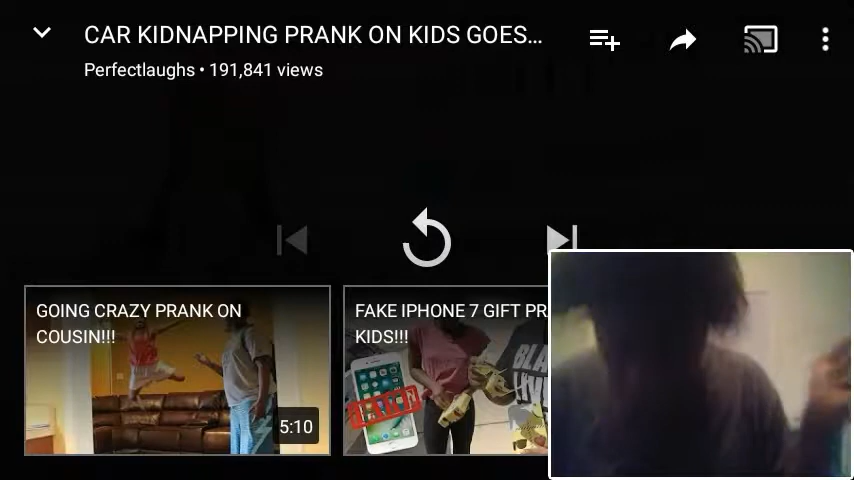 CAR KIDNAPPING PRANK ON KIDS GOES...
Perfectlaughs • 191,841 views
GOING CRAZY PRANK ON
COUSIN!!!
5:10
FAKE IPHONE 7 GIFT PR
KIDS!!!